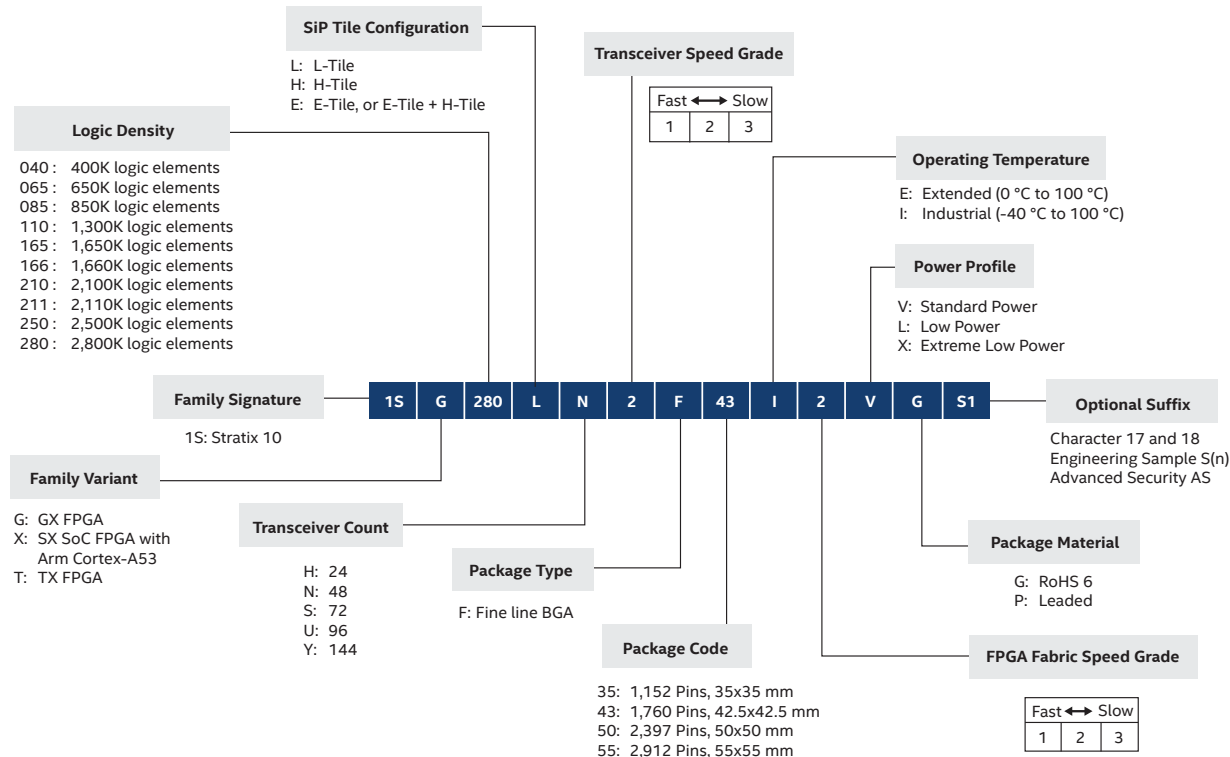 SiP Tile Configuration
L: L-Tile
H: H-Tile
E: E-Tile, or E-Tile + H-Tile
Transceiver Speed Grade
Fast ⟷ Slow
1 2 3
Logic Density
040 : 400K logic elements
065 : 650K logic elements
085 : 850K logic elements
110 : 1,300K logic elements
165 : 1,650K logic elements
166 : 1,660K logic elements
210 : 2,100K logic elements
211 : 2,110K logic elements
250 : 2,500K logic elements
280 : 2,800K logic elements
Operating Temperature
E: Extended (0 °C to 100 °C)
I: Industrial (-40 °C to 100 °C)
Power Profile
V: Standard Power
L: Low Power
X: Extreme Low Power
Family Signature
1S: Stratix 10
1S G 280 L N 2 F 43 I 2 V G S1
Optional Suffix
Character 17 and 18
Engineering Sample S(n)
Advanced Security AS
Family Variant
G: GX FPGA
X: SX SoC FPGA with
Arm Cortex-A53
T: TX FPGA
Transceiver Count
H: 24
N: 48
S: 72
U: 96
Y: 144
Package Type
F: Fine line BGA
Package Code
35: 1,152 Pins, 35x35 mm
43: 1,760 Pins, 42.5x42.5 mm
50: 2,397 Pins, 50x50 mm
55: 2,912 Pins, 55x55 mm
Package Material
G: RoHS 6
P: Leaded
FPGA Fabric Speed Grade
Fast ⟷ Slow
1 2 3